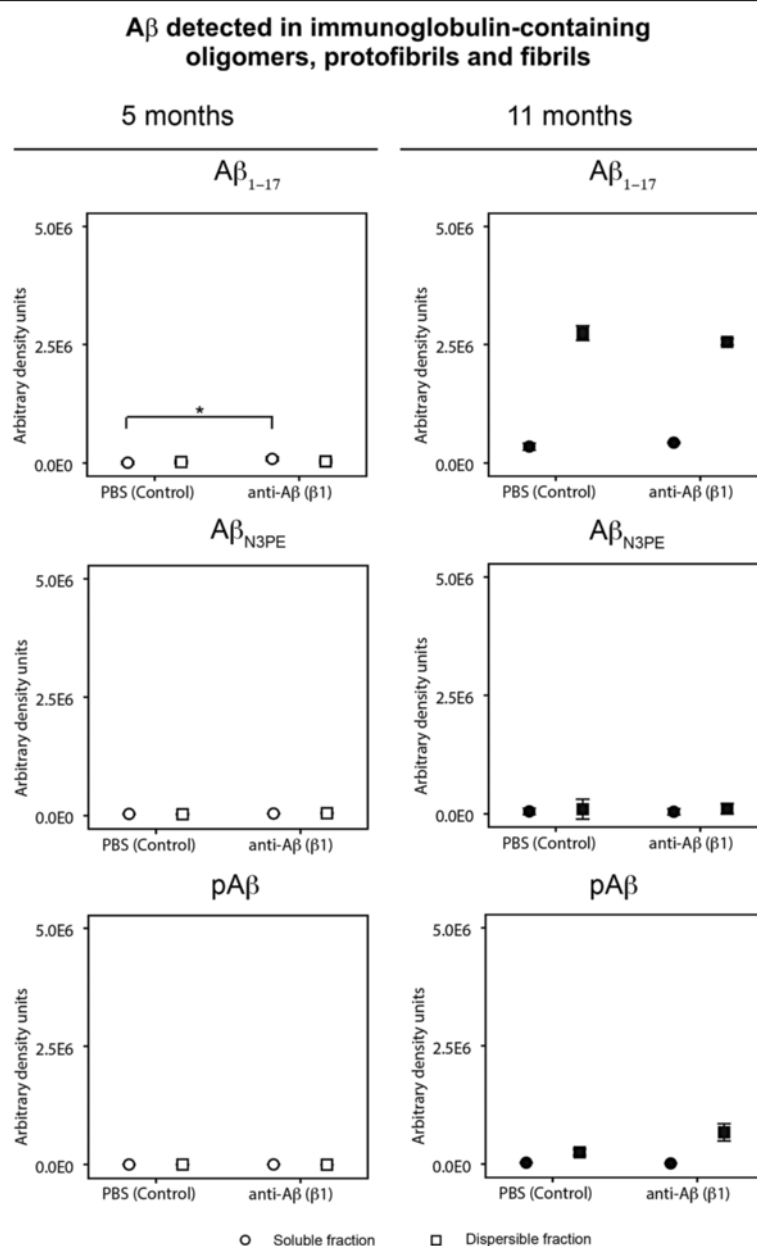 Aβ detected in immunoglobulin-containing
oligomers, protofibrils and fibrils
5 months
11 months
Aβ1–17
Arbitrary density units
5.0E6
2.5E6
0.0E0
*
PBS (Control)
anti-Aβ (β1)
Aβ1–17
Arbitrary density units
5.0E6
2.5E6
0.0E0
PBS (Control)
anti-Aβ (β1)
AβN3PE
Arbitrary density units
5.0E6
2.5E6
0.0E0
PBS (Control)
anti-Aβ (β1)
AβN3PE
Arbitrary density units
5.0E6
2.5E6
0.0E0
PBS (Control)
anti-Aβ (β1)
pAβ
Arbitrary density units
5.0E6
2.5E6
0.0E0
PBS (Control)
anti-Aβ (β1)
pAβ
Arbitrary density units
5.0E6
2.5E6
0.0E0
PBS (Control)
anti-Aβ (β1)
Soluble fraction
Dispersible fraction